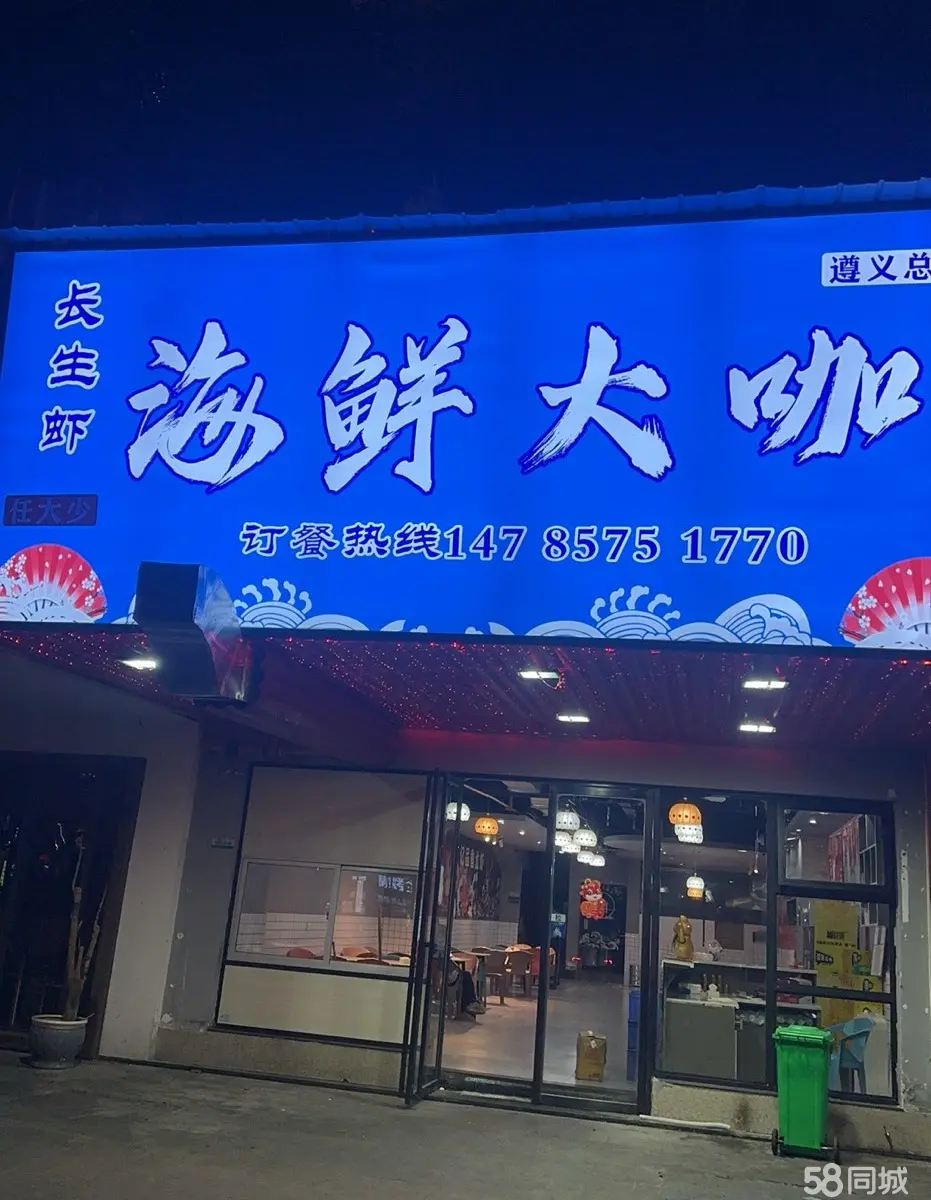 遵义总
长生虾
海鲜大咖
任大少
订餐热线147 8575 1770
58同城